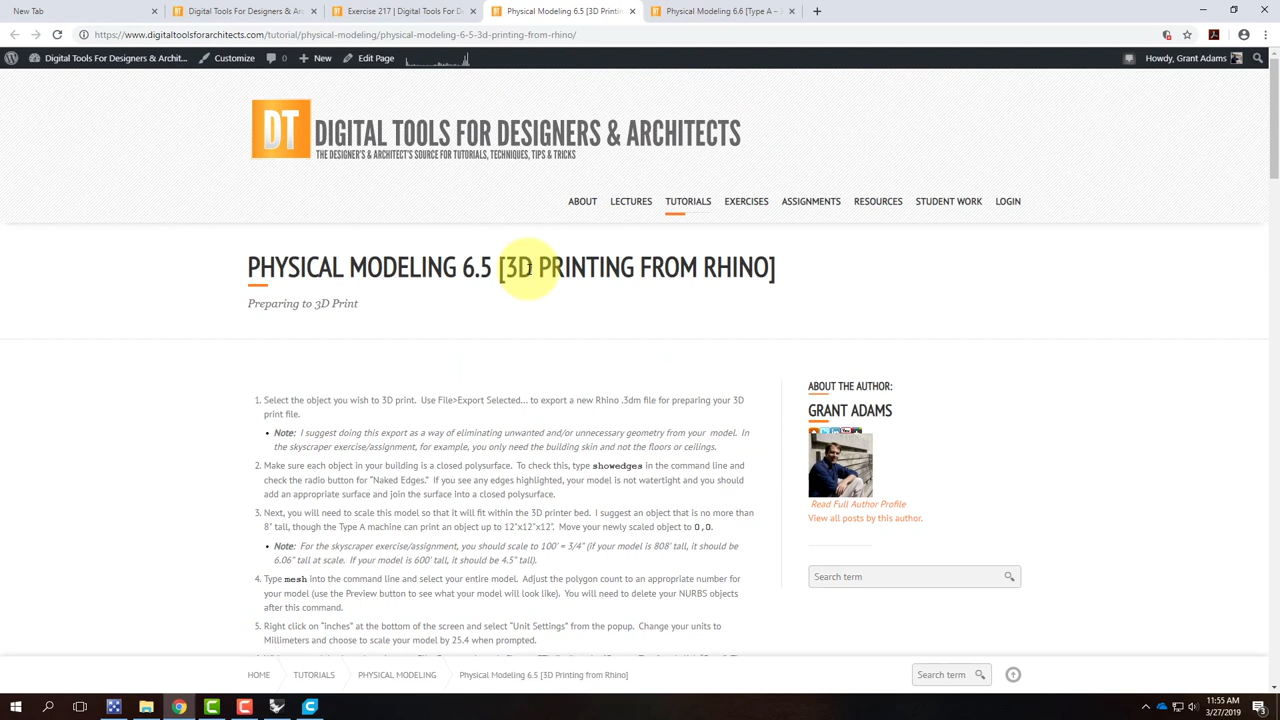 New Tab
Digital Tools For Designers & A
Exercise 217 [Exercise for D
Physical Modeling 6.5 [3D Print
Physical Modeling 6.6 [Type A –
https://www.digitaltoolsforarchitects.com/tutorial/physical-modeling/physical-modeling-6-5-3d-printing-from-rhino/
Digital Tools For Designers & Archit...
Customize
0
New
Edit Page
Howdy, Grant Adams
DT
DIGITAL TOOLS FOR DESIGNERS & ARCHITECTS
THE DESIGNER'S & ARCHITECT'S SOURCE FOR TUTORIALS, TECHNIQUES, TIPS & TRICKS
ABOUT LECTURES TUTORIALS EXERCISES ASSIGNMENTS RESOURCES STUDENT WORK LOGIN
PHYSICAL MODELING 6.5 [3D PRINTING FROM RHINO]
Preparing to 3D Print
1. Select the object you wish to 3D print. Use File>Export Selected... to export a new Rhino .3dm file for preparing your 3D
print file.
• Note: I suggest doing this export as a way of eliminating unwanted and/or unnecessary geometry from your model. In
the skyscraper exercise/assignment, for example, you only need the building skin and not the floors or ceilings.
2. Make sure each object in your building is a closed polysurface. To check this, type showedges in the command line and
check the radio button for “Naked Edges.” If you see any edges highlighted, your model is not watertight and you should
add an appropriate surface and join the surface into a closed polysurface.
3. Next, you will need to scale this model so that it will fit within the 3D printer bed. I suggest an object that is no more than
8" tall, though the Type A machine can print an object up to 12"x12"x12". Move your newly scaled object to 0,0.
• Note: For the skyscraper exercise/assignment, you should scale to 100' = 3/4" (if your model is 808' tall, it should be
6.06" tall at scale. If your model is 600' tall, it should be 4.5" tall).
4. Type mesh into the command line and select your entire model. Adjust the polygon count to an appropriate number for
your model (use the Preview button to see what your model will look like). You will need to delete your NURBS objects
after this command.
5. Right click on “inches” at the bottom of the screen and select “Unit Settings” from the popup. Change your units to
Millimeters and choose to scale your model by 25.4 when prompted.
ABOUT THE AUTHOR:
GRANT ADAMS
Read Full Author Profile
View all posts by this author.
Search term
HOME TUTORIALS PHYSICAL MODELING Physical Modeling 6.5 [3D Printing from Rhino]
Search term
11:55 AM
3/27/2019
3